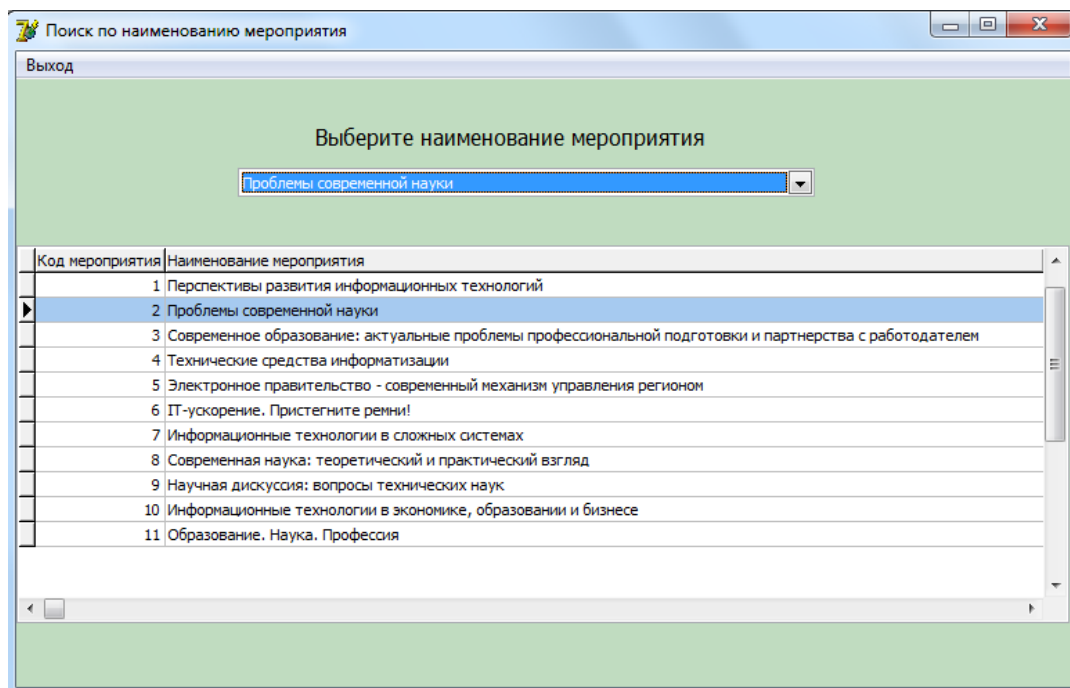 Поиск по наименованию мероприятия
Выход
Выберите наименование мероприятия
Проблемы современной науки
Код мероприятия Наименование мероприятия
1 Перспективы развития информационных технологий
2 Проблемы современной науки
3 Современное образование: актуальные проблемы профессиональной подготовки и партнерства с работодателем
4 Технические средства информатизации
5 Электронное правительство - современный механизм управления регионом
6 IT-ускорение. Пристегните ремни!
7 Информационные технологии в сложных системах
8 Современная наука: теоретический и практический взгляд
9 Научная дискуссия: вопросы технических наук
10 Информационные технологии в экономике, образовании и бизнесе
11 Образование. Наука. Профессия